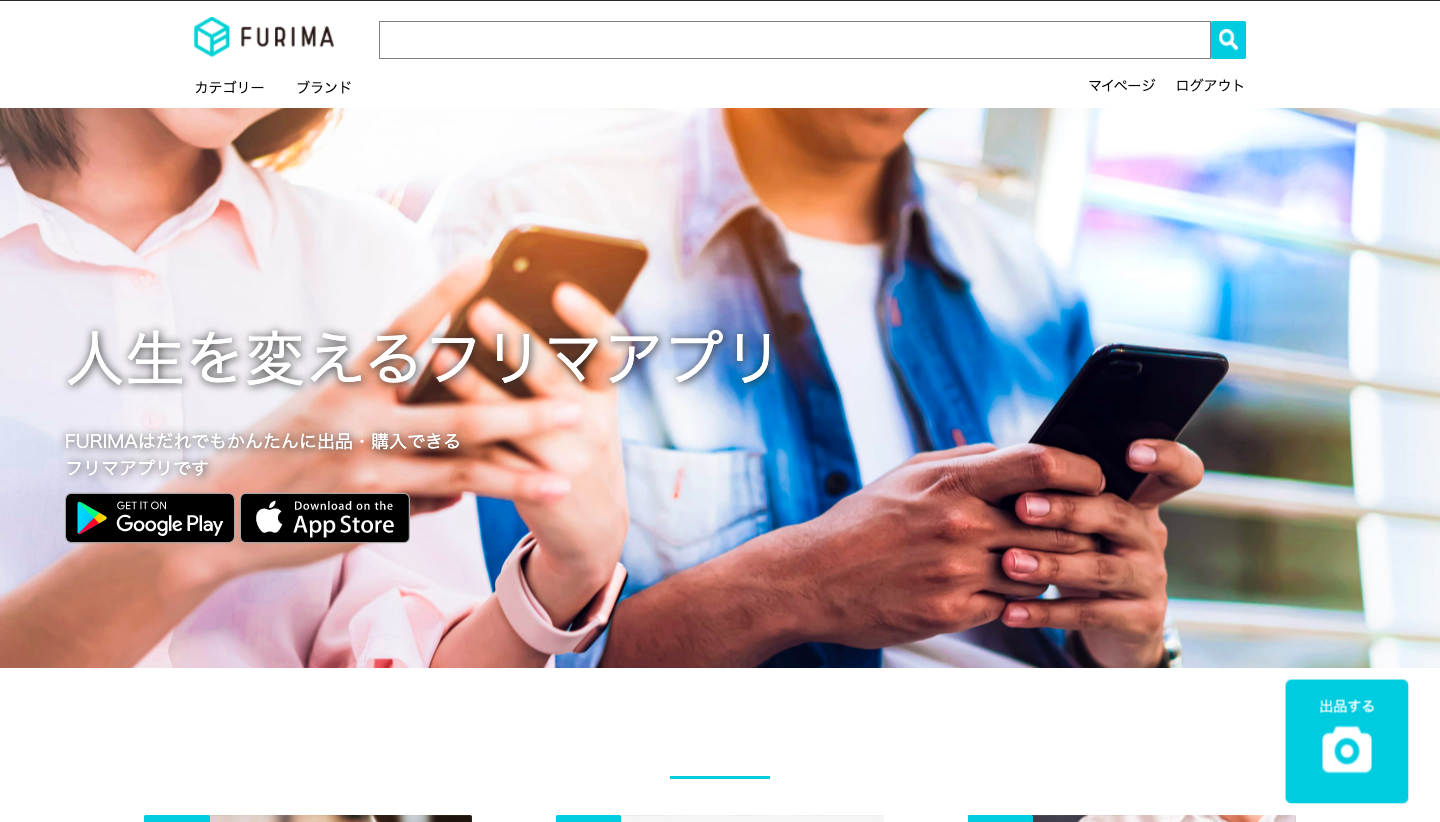 FURIMA
カテゴリー ブランド マイページ ログアウト
人生を変えるフリマアプリ
FURIMAはだれでもかんたんに出品・購入できる
フリマアプリです
GET IT ON
Google Play
Download on the
App Store
出品する